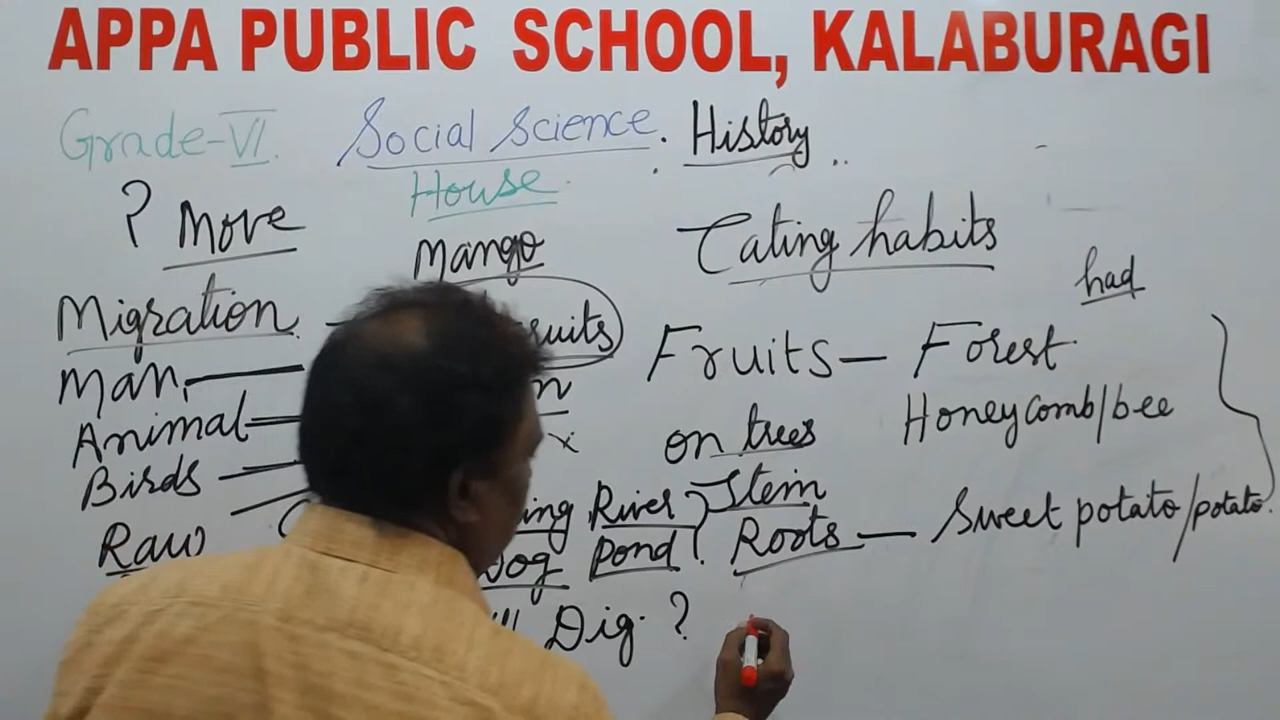 APPA PUBLIC SCHOOL, KALABURAGI
Grade-VI. Social Science. History
House
? Move
Mango
Eating habits
had
Migration
Fruits — Forest
Man,
Animal
on trees
Honeycomb/bee
Birds
River
Stem
Raw
Pond
Roots — Sweet potato/potato.
Dig. ?